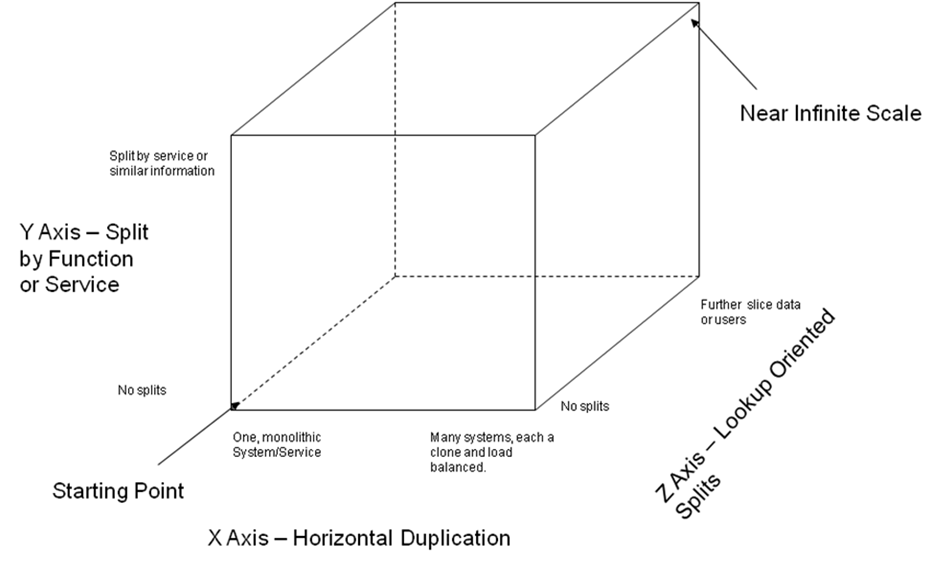 Near Infinite Scale
Split by service or
similar information
Y Axis – Split
by Function
or Service
Further slice data
or users
No splits
No splits
One, monolithic
System/Service
Many systems, each a
clone and load
balanced.
Z Axis – Lookup Oriented
Splits
Starting Point
X Axis – Horizontal Duplication